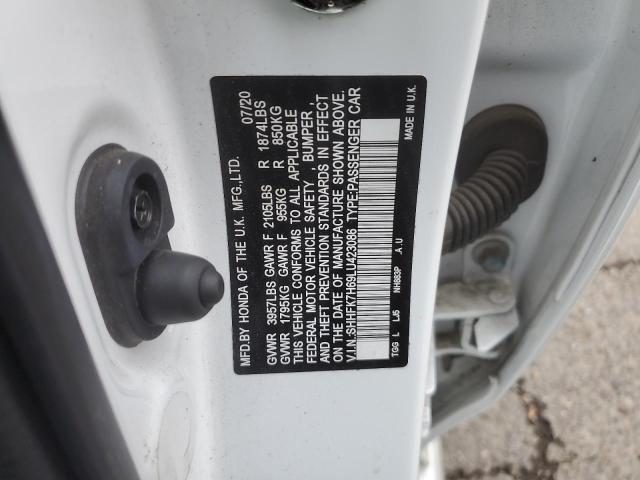 MFD.BY HONDA OF THE U.K. MFG.,LTD. 07/20
GVWR 3957LBS GAWR F 2105LBS R 1874LBS
GVWR 1795KG GAWR F 955KG R 850KG
THIS VEHICLE CONFORMS TO ALL APPLICABLE
FEDERAL MOTOR VEHICLE SAFETY , BUMPER ,
AND THEFT PREVENTION STANDARDS IN EFFECT
ON THE DATE OF MANUFACTURE SHOWN ABOVE.
V.I.N.:SHHFK7H69LU423086 TYPE:PASSENGER CAR
MADE IN U.K.
TGG L LJ5 NH883P .A.U